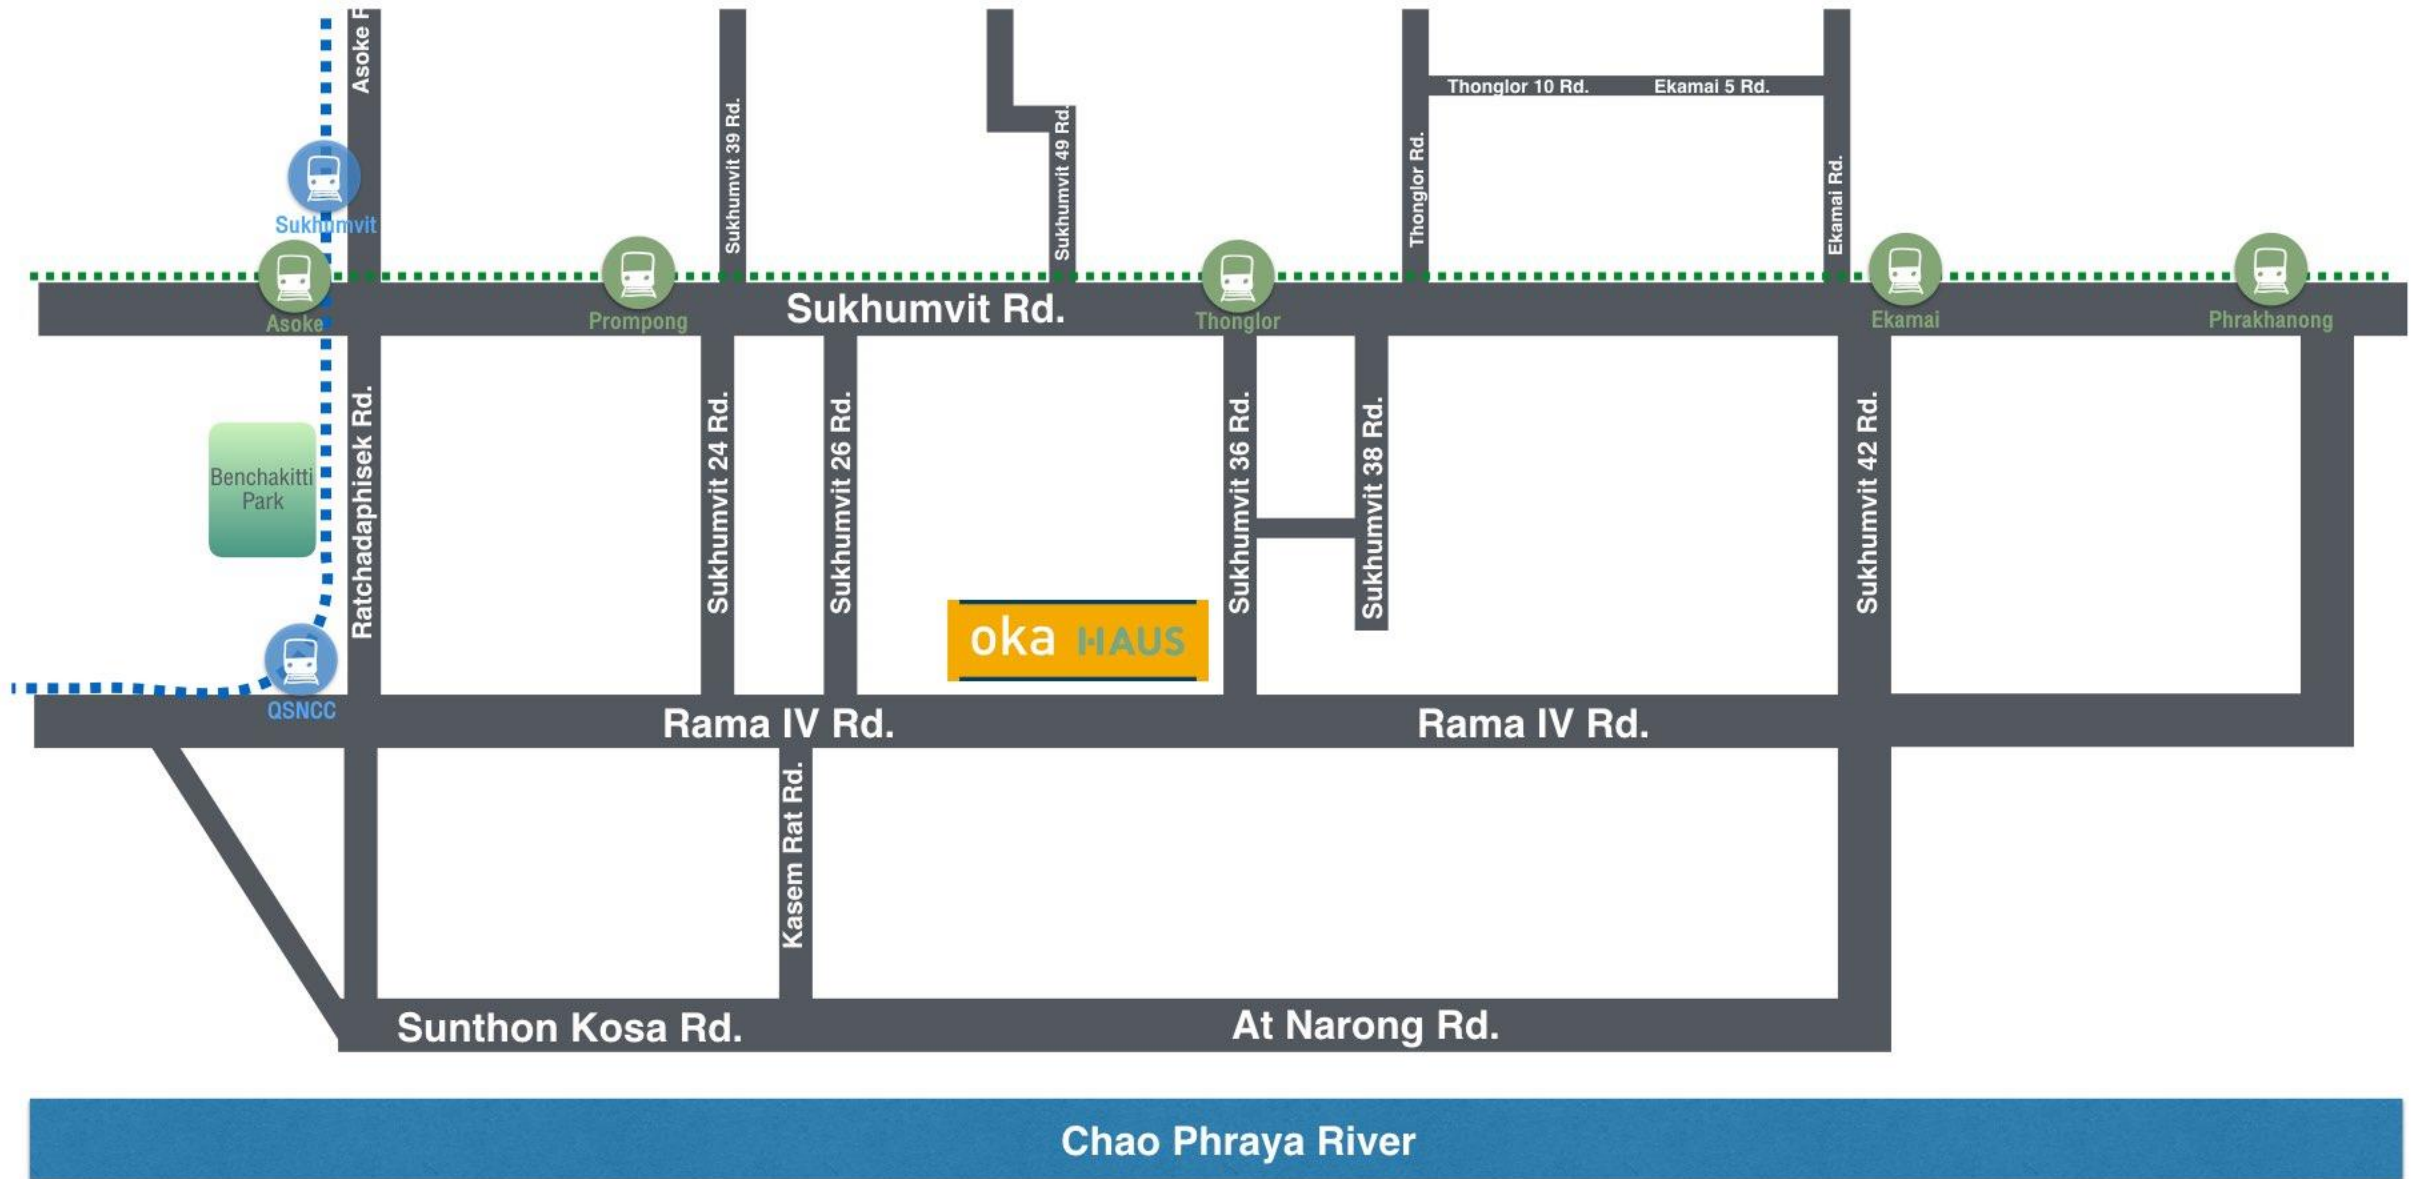 Asoke
Sukhumvit 39 Rd.
Sukhumvit 49 Rd.
Thonglor Rd.
Thonglor 10 Rd.
Ekamai 5 Rd.
Ekamai Rd.
Sukhumvit
Asoke
Prompong
Sukhumvit Rd.
Thonglor
Ekamai
Phrakhanong
Benchakitti
Park
Ratchadaphisek Rd.
Sukhumvit 24 Rd.
Sukhumvit 26 Rd.
Sukhumvit 36 Rd.
Sukhumvit 38 Rd.
Sukhumvit 42 Rd.
oka HAUS
QSNCC
Rama IV Rd.
Rama IV Rd.
Kasem Rat Rd.
Sunthon Kosa Rd.
At Narong Rd.
Chao Phraya River